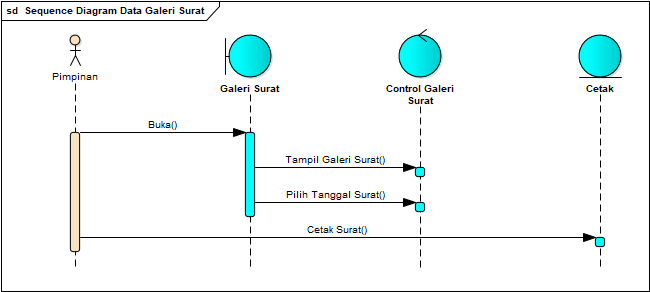 sd Sequence Diagram Data Galeri Surat
Pimpinan
Galeri Surat
Control Galeri
Surat
Cetak
Buka()
Tampil Galeri Surat()
Pilih Tanggal Surat()
Cetak Surat()